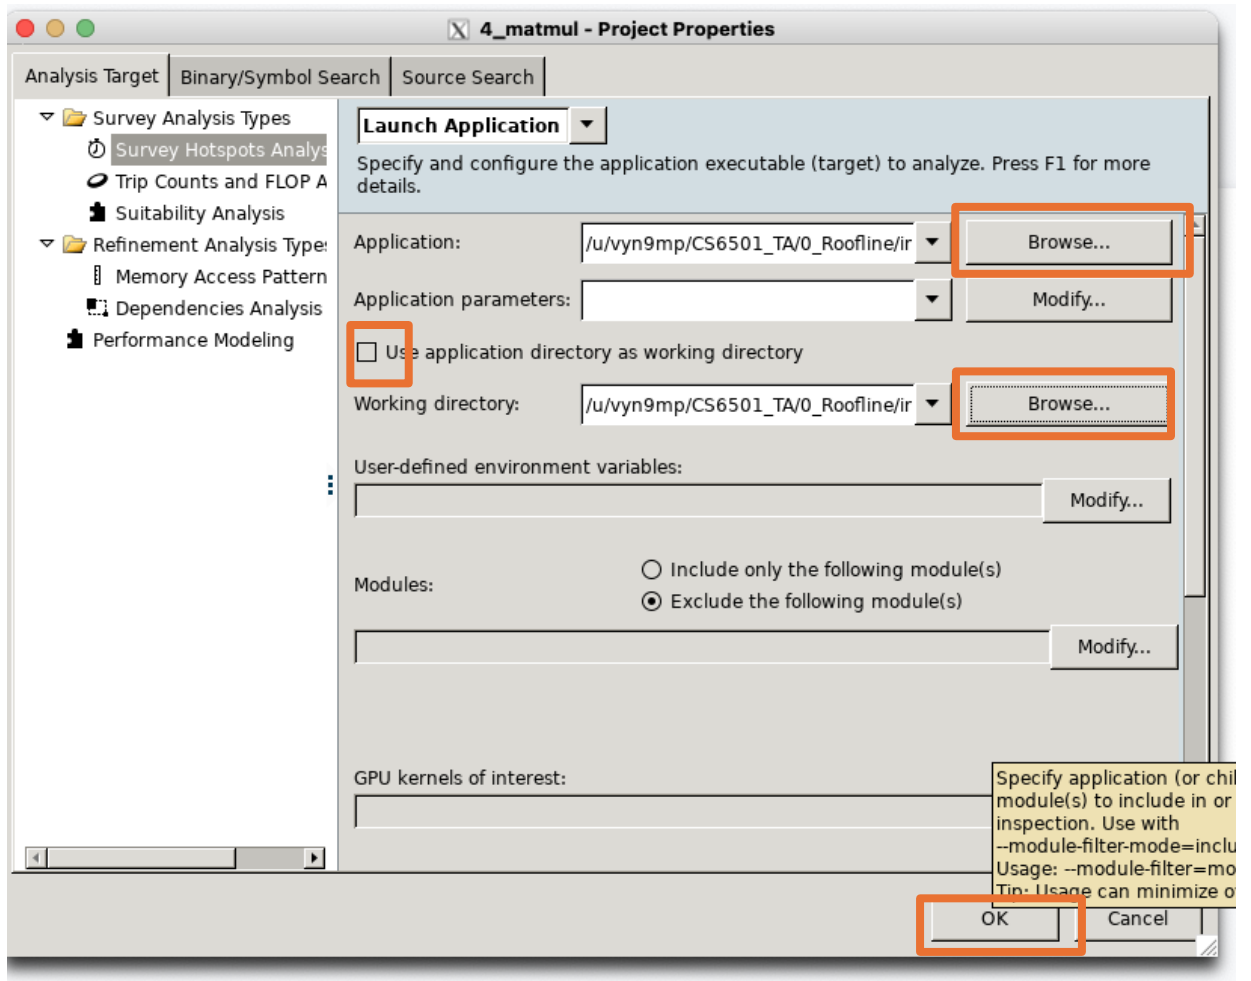 4_matmul - Project Properties
Analysis Target
Binary/Symbol Search
Source Search
Survey Analysis Types
Survey Hotspots Analys
Trip Counts and FLOP A
Suitability Analysis
Refinement Analysis Type
Memory Access Pattern
Dependencies Analysis
Performance Modeling
Launch Application
Specify and configure the application executable (target) to analyze. Press F1 for more
details.
Application:
/u/vyn9mp/CS6501_TA/0_Roofline/ir
Browse...
Application parameters:
Modify...
Use application directory as working directory
Working directory:
/u/vyn9mp/CS6501_TA/0_Roofline/ir
Browse...
User-defined environment variables:
Modify...
Modules:
Include only the following module(s)
Exclude the following module(s)
Modify...
GPU kernels of interest:
Specify application (or chil
module(s) to include in or
inspection. Use with
--module-filter-mode=inclu
Usage: --module-filter=mo
Tip: Usage can minimize o
OK
Cancel